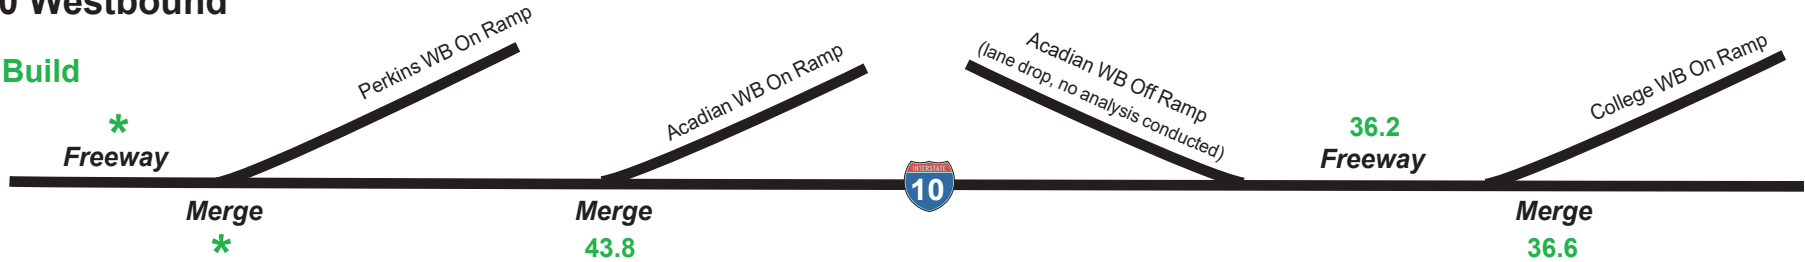 0 Westbound
Build
Perkins WB On Ramp
Acadian WB On Ramp
Acadian WB Off Ramp
(lane drop, no analysis conducted)
College WB On Ramp
*
Freeway
36.2
Freeway
INTERSTATE
10
Merge
*
Merge
43.8
Merge
36.6